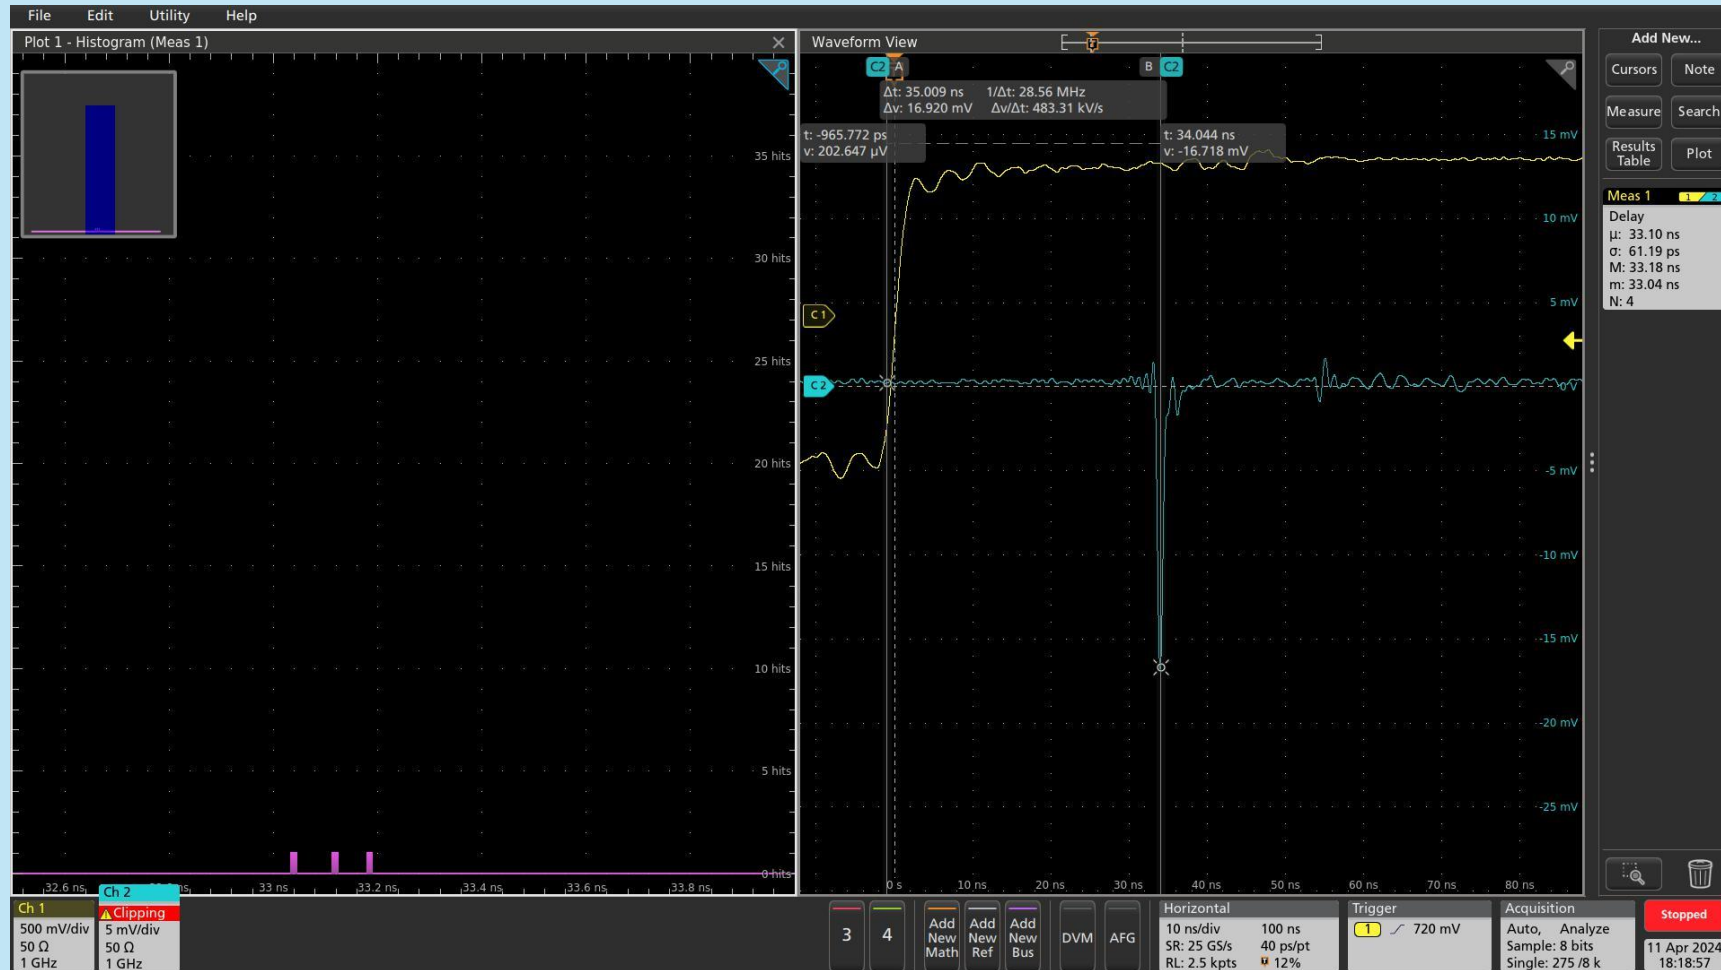 File Edit Utility Help
Plot 1 - Histogram (Meas 1)
35 hits
30 hits
25 hits
20 hits
15 hits
10 hits
5 hits
0 hits
32.6 ns
33 ns
33.2 ns
33.4 ns
33.6 ns
33.8 ns
Waveform View
C2 A
B C2
Δt: 35.009 ns 1/Δt: 28.56 MHz
Δv: 16.920 mV Δv/Δt: 483.31 kV/s
t: -965.772 ps
v: 202.647 µV
t: 34.044 ns
v: -16.718 mV
15 mV
10 mV
5 mV
0 V
-5 mV
-10 mV
-15 mV
-20 mV
-25 mV
C 1
C 2
0 s
10 ns
20 ns
30 ns
40 ns
50 ns
60 ns
70 ns
80 ns
Add New...
Cursors Note
Measure Search
Results Table
Plot
Meas 1 1 2
Delay
µ: 33.10 ns
σ: 61.19 ps
M: 33.18 ns
m: 33.04 ns
N: 4
Ch 1
500 mV/div
50 Ω
1 GHz
Ch 2
Clipping
5 mV/div
50 Ω
1 GHz
3
4
Add New Math
Add New Ref
Add New Bus
DVM
AFG
Horizontal
10 ns/div 100 ns
SR: 25 GS/s 40 ps/pt
RL: 2.5 kpts 12%
Trigger
1 720 mV
Acquisition
Auto, Analyze
Sample: 8 bits
Single: 275 /8 k
Stopped
11 Apr 2024
18:18:57